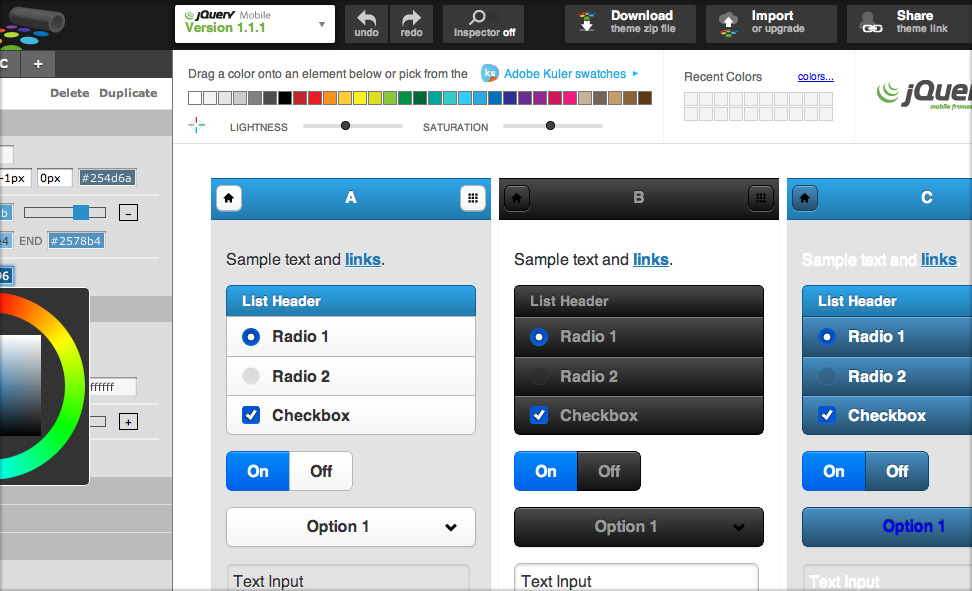 jQuery Mobile
Version 1.1.1
undo
redo
Inspector off
Download
theme zip file
Import
or upgrade
Share
theme link
C
+
Delete Duplicate
Drag a color onto an element below or pick from the
ku
Adobe Kuler swatches
LIGHTNESS
SATURATION
Recent Colors
colors...
jQuer
mobile framew
-1px
0px
#254d6a
b
-
e4
END
#2578b4
96
ffffff
+
A
Sample text and links.
List Header
Radio 1
Radio 2
Checkbox
On
Off
Option 1
Text Input
B
Sample text and links.
List Header
Radio 1
Radio 2
Checkbox
On
Off
Option 1
Text Input
C
Sample text and links
List Header
Radio 1
Radio 2
Checkbox
On
Off
Option 1
Text Input